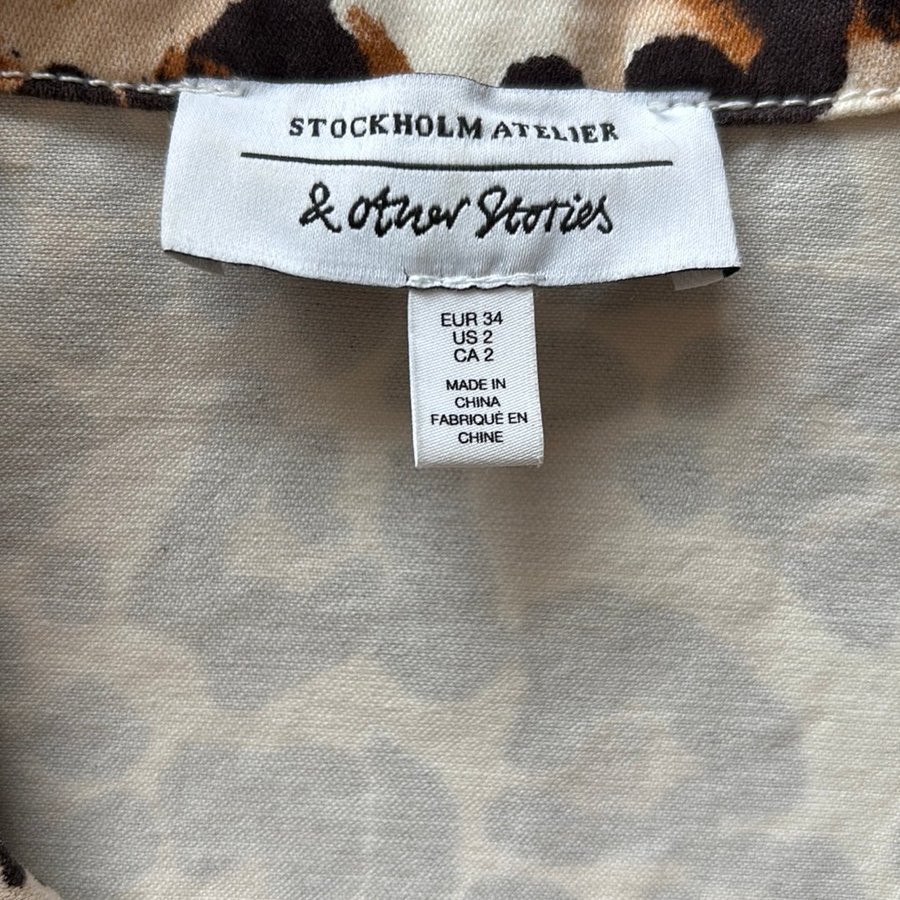 STOCKHOLM ATELIER
& other Stories
EUR 34
US 2
CA 2
MADE IN
CHINA
FABRIQUÉ EN
CHINE